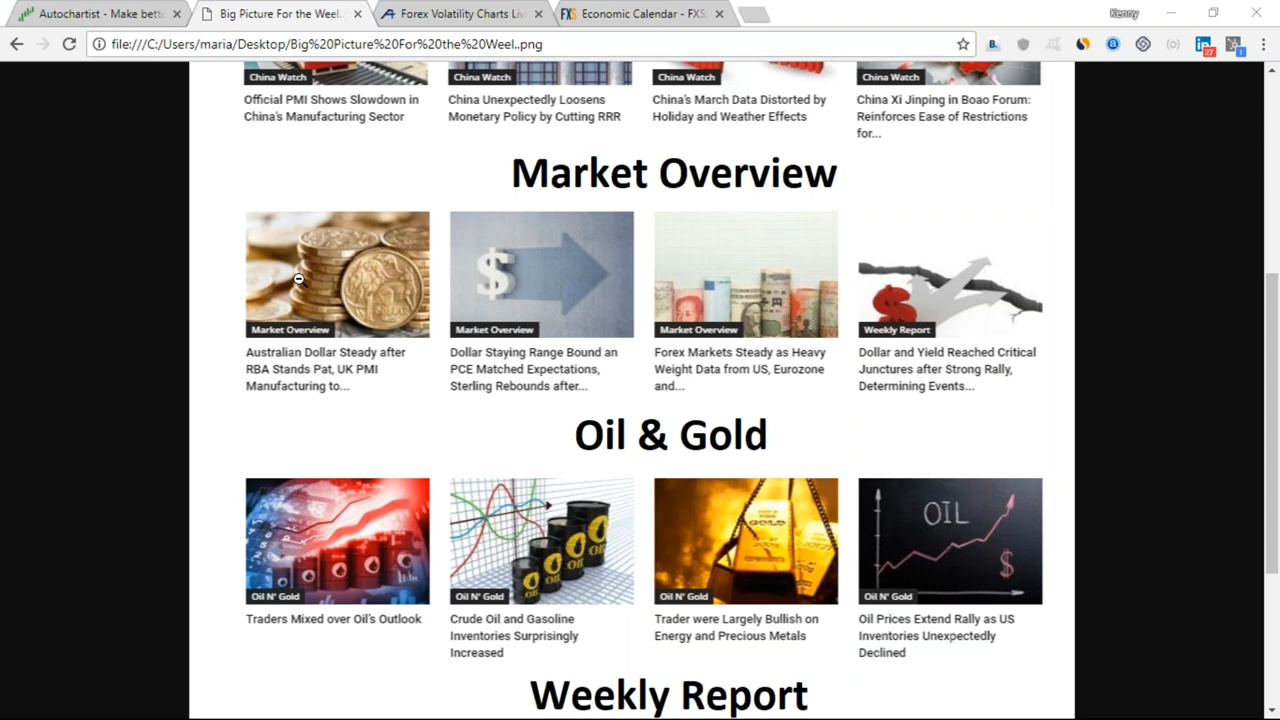 Autochartist - Make bette
Big Picture For the Weel..
Forex Volatility Charts Liv
Economic Calendar - FXS
Kenny
file:///C:/Users/maria/Desktop/Big%20Picture%20For%20the%20Weel..png
China Watch
China Watch
China Watch
China Watch
Official PMI Shows Slowdown in
China's Manufacturing Sector
China Unexpectedly Loosens
Monetary Policy by Cutting RRR
China's March Data Distorted by
Holiday and Weather Effects
China Xi Jinping in Boao Forum:
Reinforces Ease of Restrictions
for...
Market Overview
Market Overview
Market Overview
Market Overview
Weekly Report
Australian Dollar Steady after
RBA Stands Pat, UK PMI
Manufacturing to...
Dollar Staying Range Bound an
PCE Matched Expectations,
Sterling Rebounds after...
Forex Markets Steady as Heavy
Weight Data from US, Eurozone
and...
Dollar and Yield Reached Critical
Junctures after Strong Rally,
Determining Events...
Oil & Gold
OIL
$
GOLD
Oil N' Gold
Oil N' Gold
Oil N' Gold
Oil N' Gold
Traders Mixed over Oil's Outlook
Crude Oil and Gasoline
Inventories Surprisingly
Increased
Trader were Largely Bullish on
Energy and Precious Metals
Oil Prices Extend Rally as US
Inventories Unexpectedly
Declined
Weekly Report